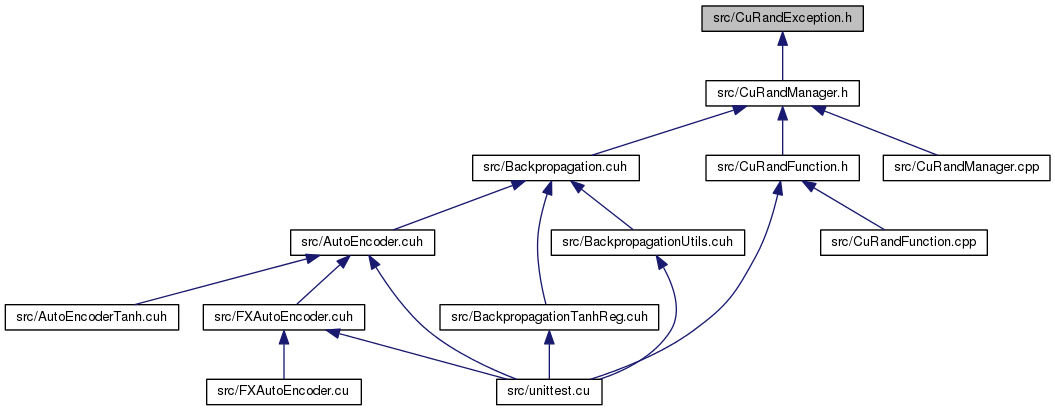 src/CuRandException.h
src/CuRandManager.h
src/Backpropagation.cuh
src/CuRandFunction.h
src/CuRandManager.cpp
src/AutoEncoder.cuh
src/BackpropagationUtils.cuh
src/CuRandFunction.cpp
src/AutoEncoderTanh.cuh
src/FXAutoEncoder.cuh
src/BackpropagationTanhReg.cuh
src/FXAutoEncoder.cu
src/unittest.cu